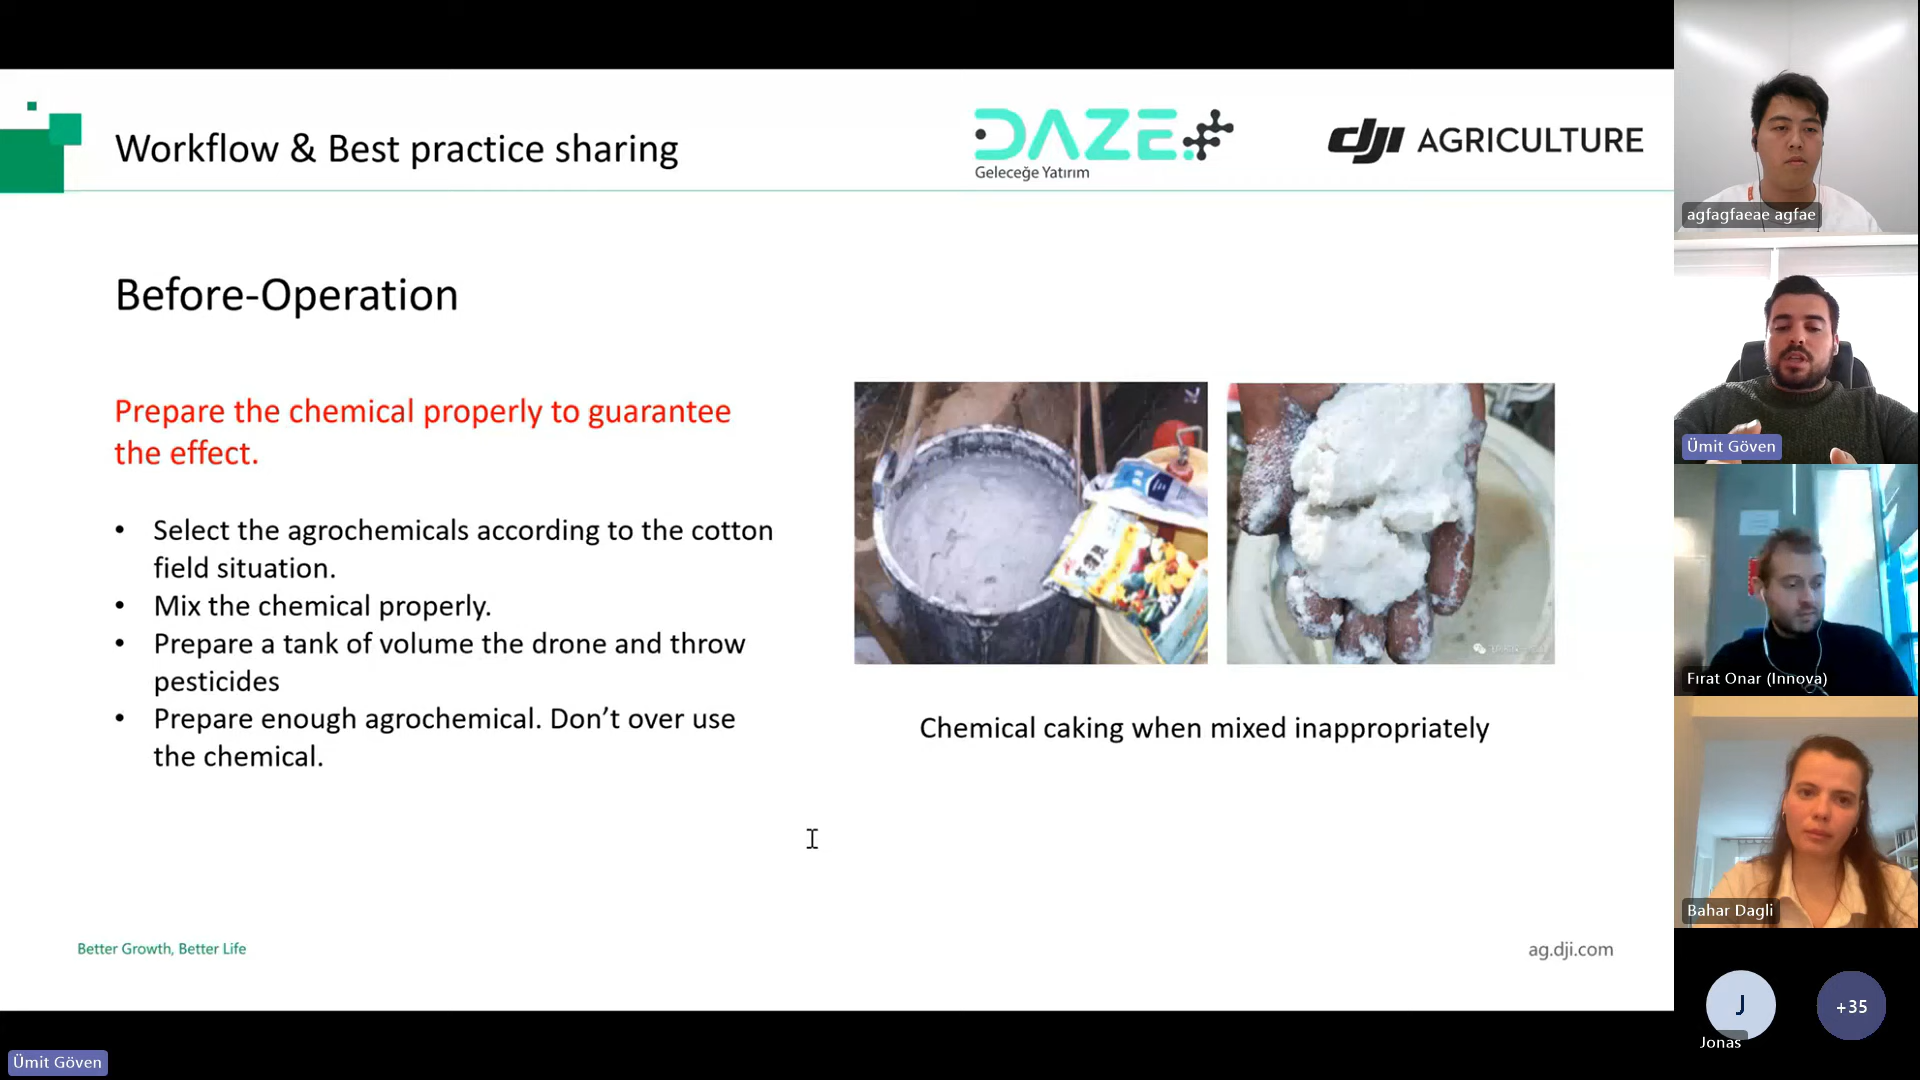 Workflow & Best practice sharing
DAZE
Geleceğe Yatırım
dji AGRICULTURE
Before-Operation
Prepare the chemical properly to guarantee
the effect.
• Select the agrochemicals according to the cotton
field situation.
• Mix the chemical properly.
• Prepare a tank of volume the drone and throw
pesticides
• Prepare enough agrochemical. Don’t over use
the chemical.
Chemical caking when mixed inappropriately
Better Growth, Better Life
ag.dji.com
agfagfaeae agfae
Ümit Göven
Fırat Onar (Innova)
Bahar Dagli
J
+35
Jonas
Ümit Göven